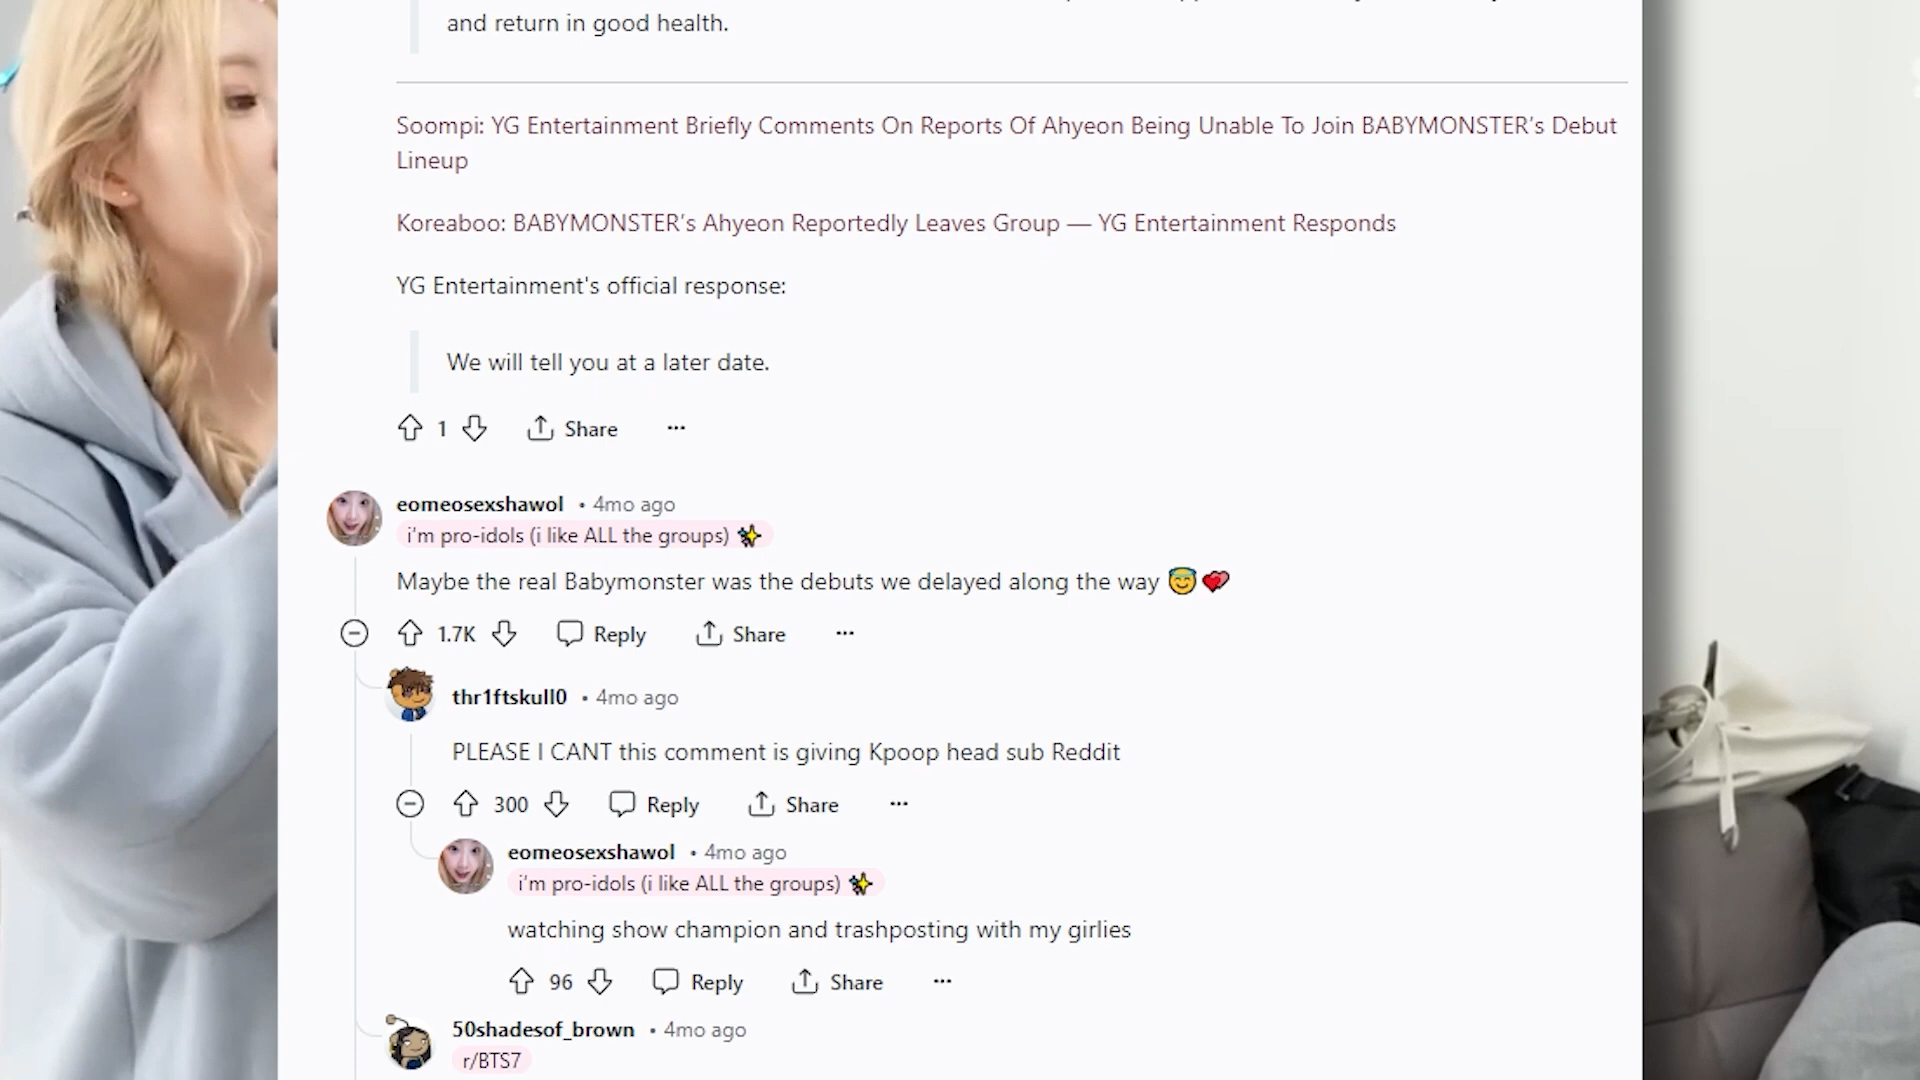 and return in good health.
Soompi: YG Entertainment Briefly Comments On Reports Of Ahyeon Being Unable To Join BABYMONSTER’s Debut
Lineup
Koreaboo: BABYMONSTER’s Ahyeon Reportedly Leaves Group — YG Entertainment Responds
YG Entertainment's official response:
We will tell you at a later date.
1 Share ...
eomeosexshawol • 4mo ago
i'm pro-idols (i like ALL the groups) ✨
Maybe the real Babymonster was the debuts we delayed along the way 😇💕
1.7K Reply Share ...
thr1ftskull0 • 4mo ago
PLEASE I CANT this comment is giving Kpoop head sub Reddit
300 Reply Share ...
eomeosexshawol • 4mo ago
i'm pro-idols (i like ALL the groups) ✨
watching show champion and trashposting with my girlies
96 Reply Share ...
50shadesof_brown • 4mo ago
r/BTS7